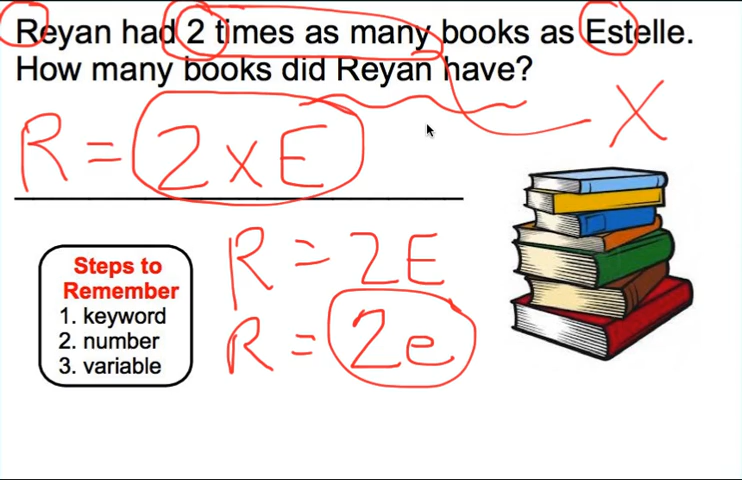 Reyan had 2 times as many books as Estelle.
How many books did Reyan have?
X
R = 2 x E
R = 2E
R = 2e
Steps to
Remember
1. keyword
2. number
3. variable